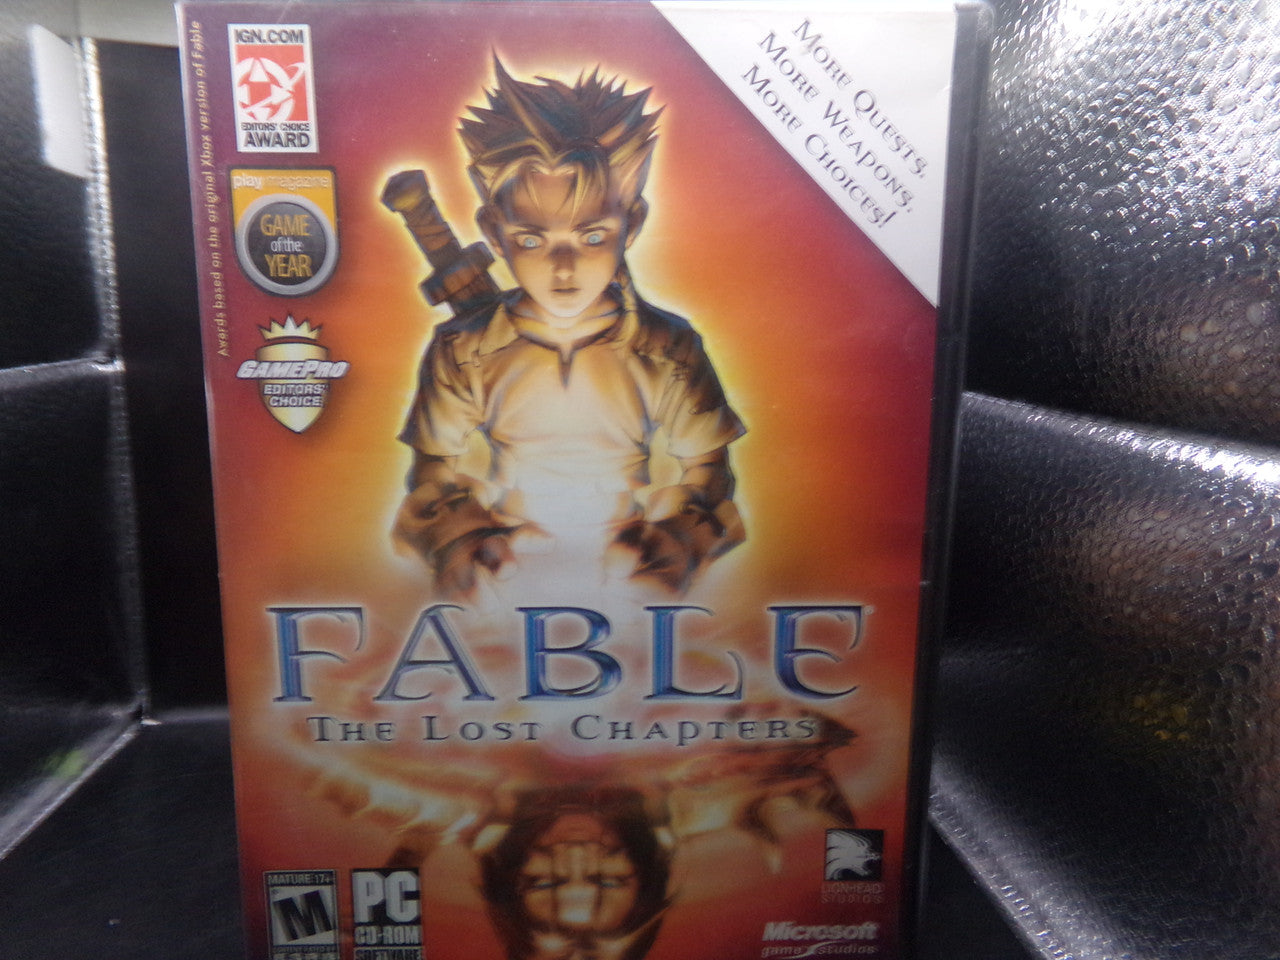 Awards based on the original Xbox version of Fable
IGN.COM
EDITORS' CHOICE
AWARD
play magazine
GAME
of the
YEAR
GAMEPRO
EDITORS'
CHOICE
More Quests.
More Weapons.
More Choices!
FABLE
The Lost Chapters
MATURE 17+
M
PC
CD-ROM
SOFTWARE
LIONHEAD
STUDIOS
Microsoft
game studios